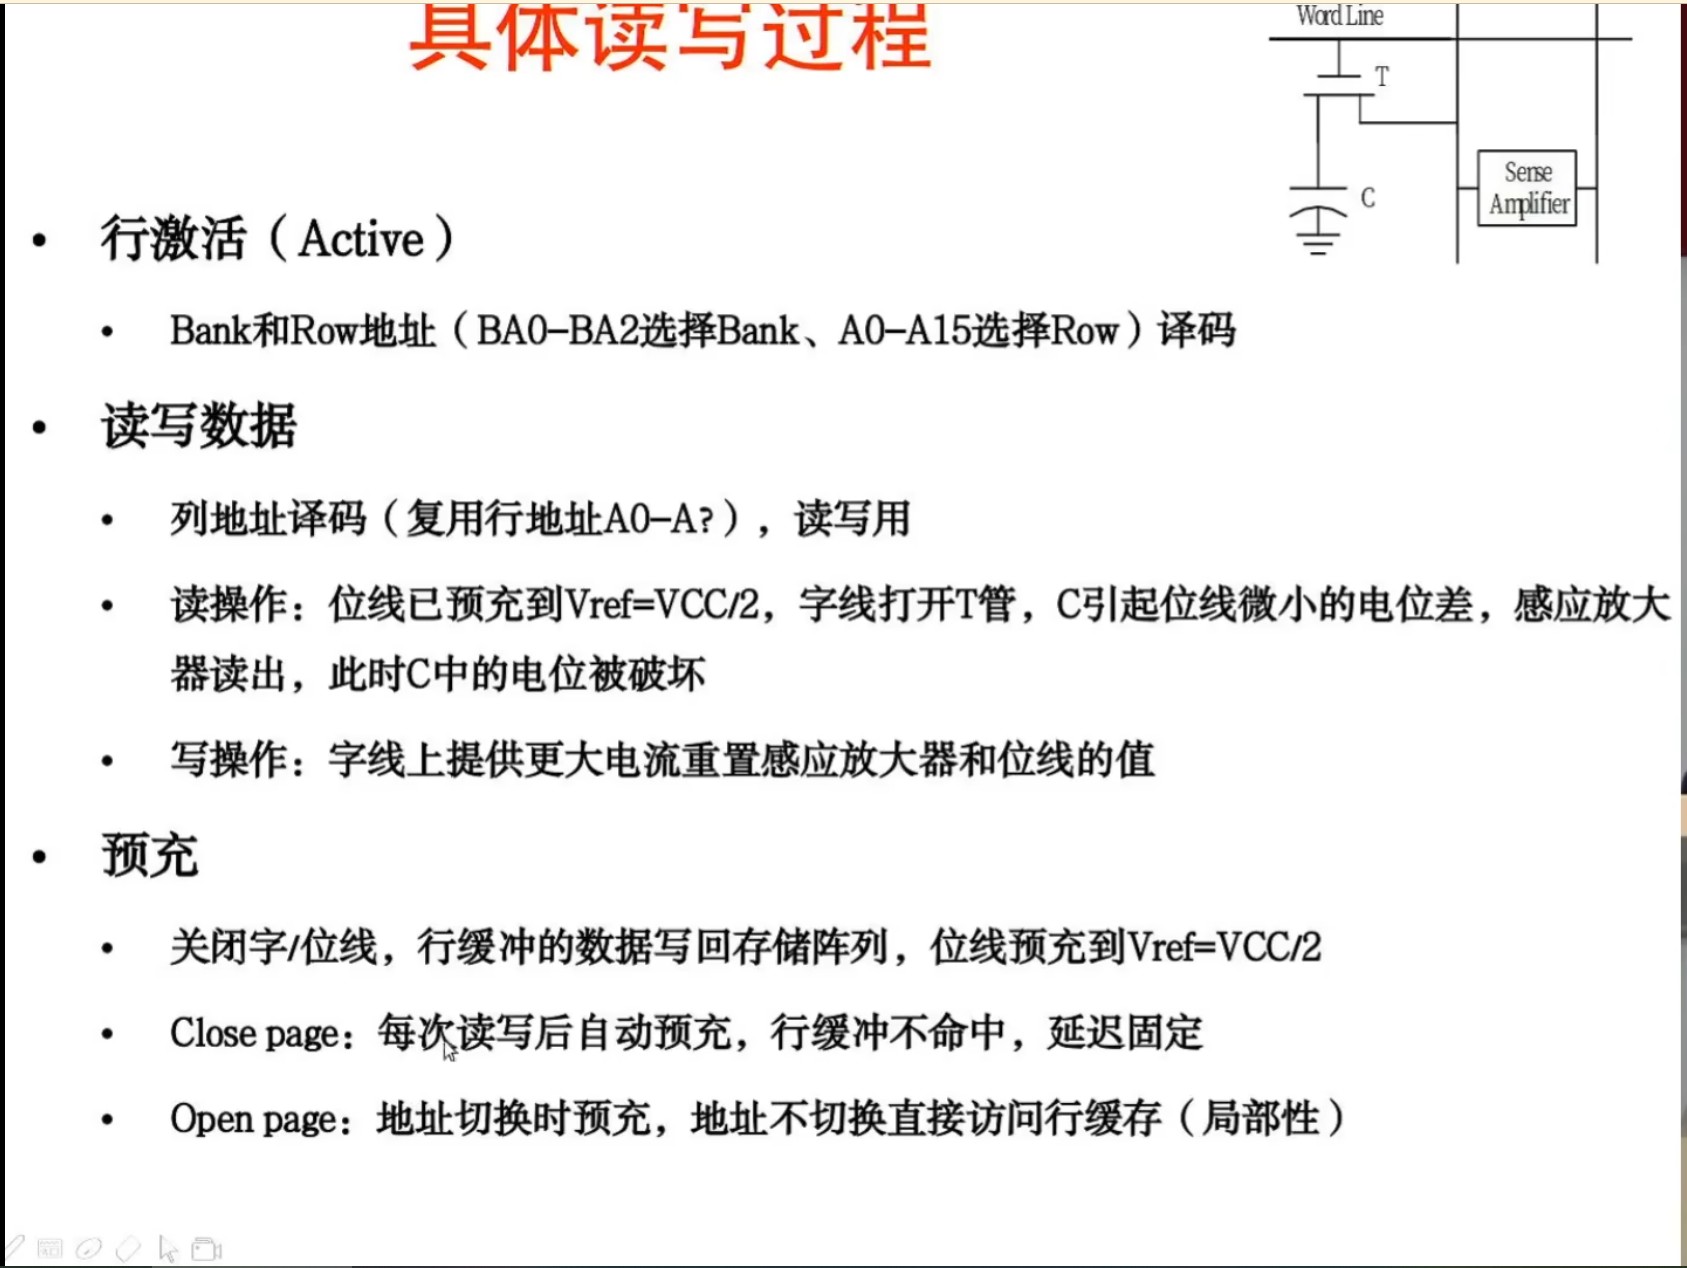 具体读写过程
Word Line
T
C
Sense
Amplifier
• 行激活（Active）
• Bank和Row地址（BA0-BA2选择Bank、A0-A15选择Row）译码
• 读写数据
• 列地址译码（复用行地址A0-A?），读写用
• 读操作：位线已预充到Vref=VCC/2，字线打开T管，C引起位线微小的电位差，感应放大
器读出，此时C中的电位被破坏
• 写操作：字线上提供更大电流重置感应放大器和位线的值
• 预充
• 关闭字/位线，行缓冲的数据写回存储阵列，位线预充到Vref=VCC/2
• Close page：每次读写后自动预充，行缓冲不命中，延迟固定
• Open page：地址切换时预充，地址不切换直接访问行缓存（局部性）